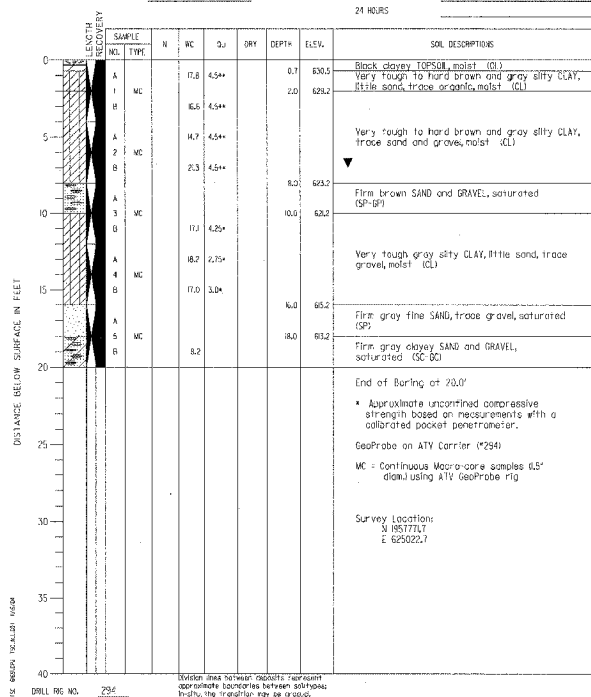 24 HOURS
LENGTH
RECOVERY
SAMPLE
NO. TYPE N WC Qu DRY DEPTH ELEV. SOIL DESCRIPTIONS
0
Black clayey TOPSOIL, moist (OL)
0.7 630.5
A 17.8 4.5+*
Very tough to hard brown and gray silty CLAY,
little sand, trace organic, moist (CL)
1 MC 2.0 629.2
B 16.6 4.5+*
5
A 14.7 4.5+*
Very tough to hard brown and gray silty CLAY,
trace sand and gravel, moist (CL)
2 MC
B 21.3 4.5+*
8.0 623.2
Firm brown SAND and GRAVEL, saturated
(SP-GP)
A
10 3 MC 10.0 621.2
B 17.1 4.25*
A 18.2 2.75*
Very tough gray silty CLAY, little sand, trace
gravel, moist (CL)
4 MC
15 B 17.0 3.0*
16.0 615.2
Firm gray fine SAND, trace gravel, saturated
(SP)
A
5 MC 18.0 613.2
B 8.2
Firm gray clayey SAND and GRAVEL,
saturated (SC-GC)
20
End of Boring at 20.0'
* Approximate unconfined compressive
strength based on measurements with a
calibrated pocket penetrometer.
25
GeoProbe on ATV Carrier (#294)
MC = Continuous Macro-core samples (1.5"
diam.) using ATV GeoProbe rig
30
Survey Location:
N 1957771.7
E 625022.7
35
40
DISTANCE BELOW SURFACE IN FEET
DRILL RIG NO. 294
Division lines between deposits represent
approximate boundaries between soil types;
in-situ, the transition may be gradual.